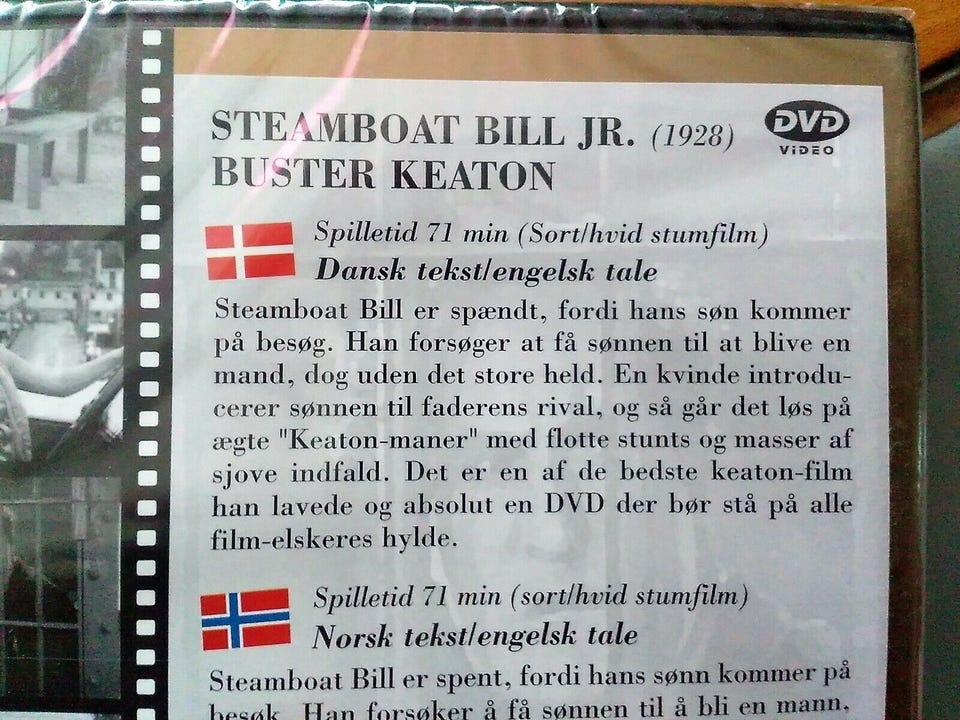 STEAMBOAT BILL JR. (1928)
DVD
VIDEO
BUSTER KEATON
Spilletid 71 min (Sort/hvid stumfilm)
Dansk tekst/engelsk tale
Steamboat Bill er spændt, fordi hans søn kommer
på besøg. Han forsøger at få sønnen til at blive en
mand, dog uden det store held. En kvinde introdu-
cerer sønnen til faderens rival, og så går det løs på
ægte "Keaton-maner" med flotte stunts og masser af
sjove indfald. Det er en af de bedste keaton-film
han lavede og absolut en DVD der bør stå på alle
film-elskeres hylde.
Spilletid 71 min (sort/hvid stumfilm)
Norsk tekst/engelsk tale
Steamboat Bill er spent, fordi hans sønn kommer på
besøk. Han forsøker å få sønnen til å bli en mann,